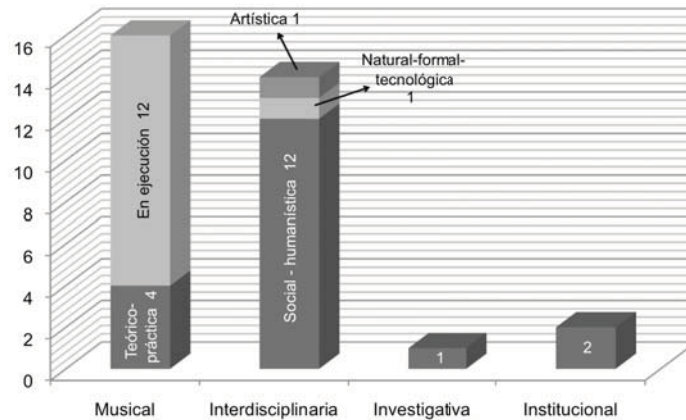 Artística 1
Natural-formal-
tecnológica
1
16
14
12
10
8
6
4
2
0
En ejecución 12
Teórico-
práctica 4
Social - humanística 12
1
2
Musical
Interdisciplinaria
Investigativa
Institucional